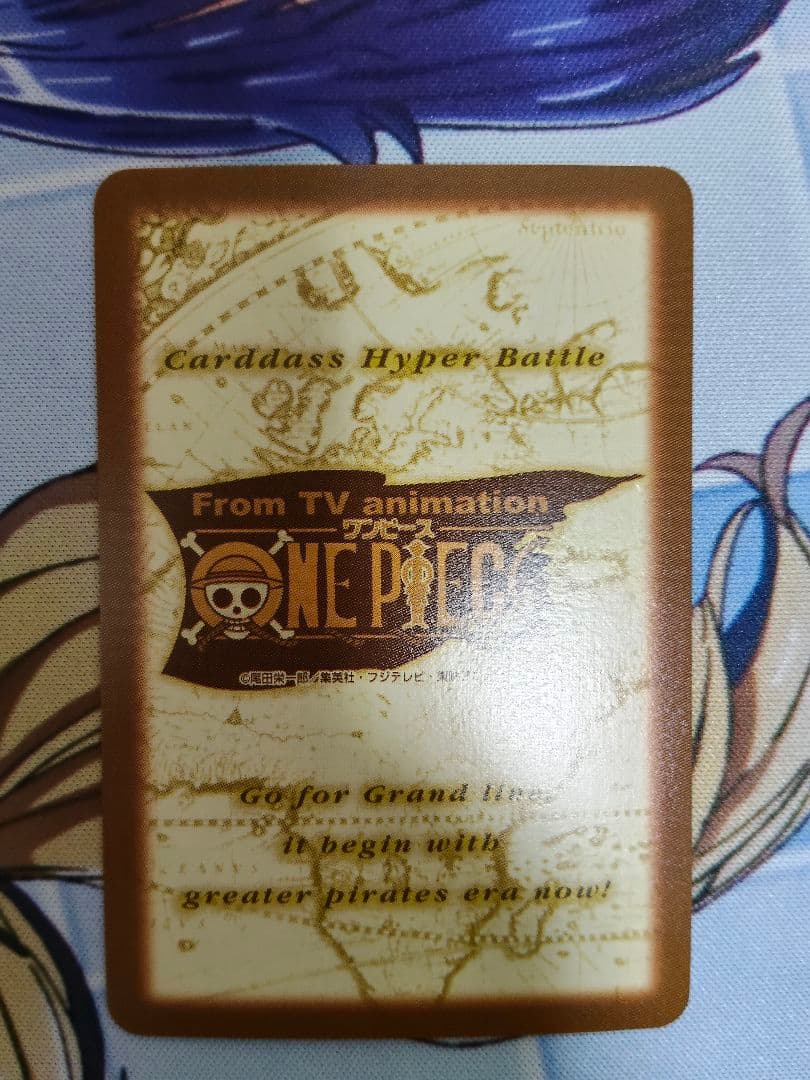 Septentrio
Carddass Hyper Battle
From TV animation
ワンピース
ONE PIECE
©尾田栄一郎／集英社・フジテレビ・
Go for Grand line,
it begin with
greater pirates era now!